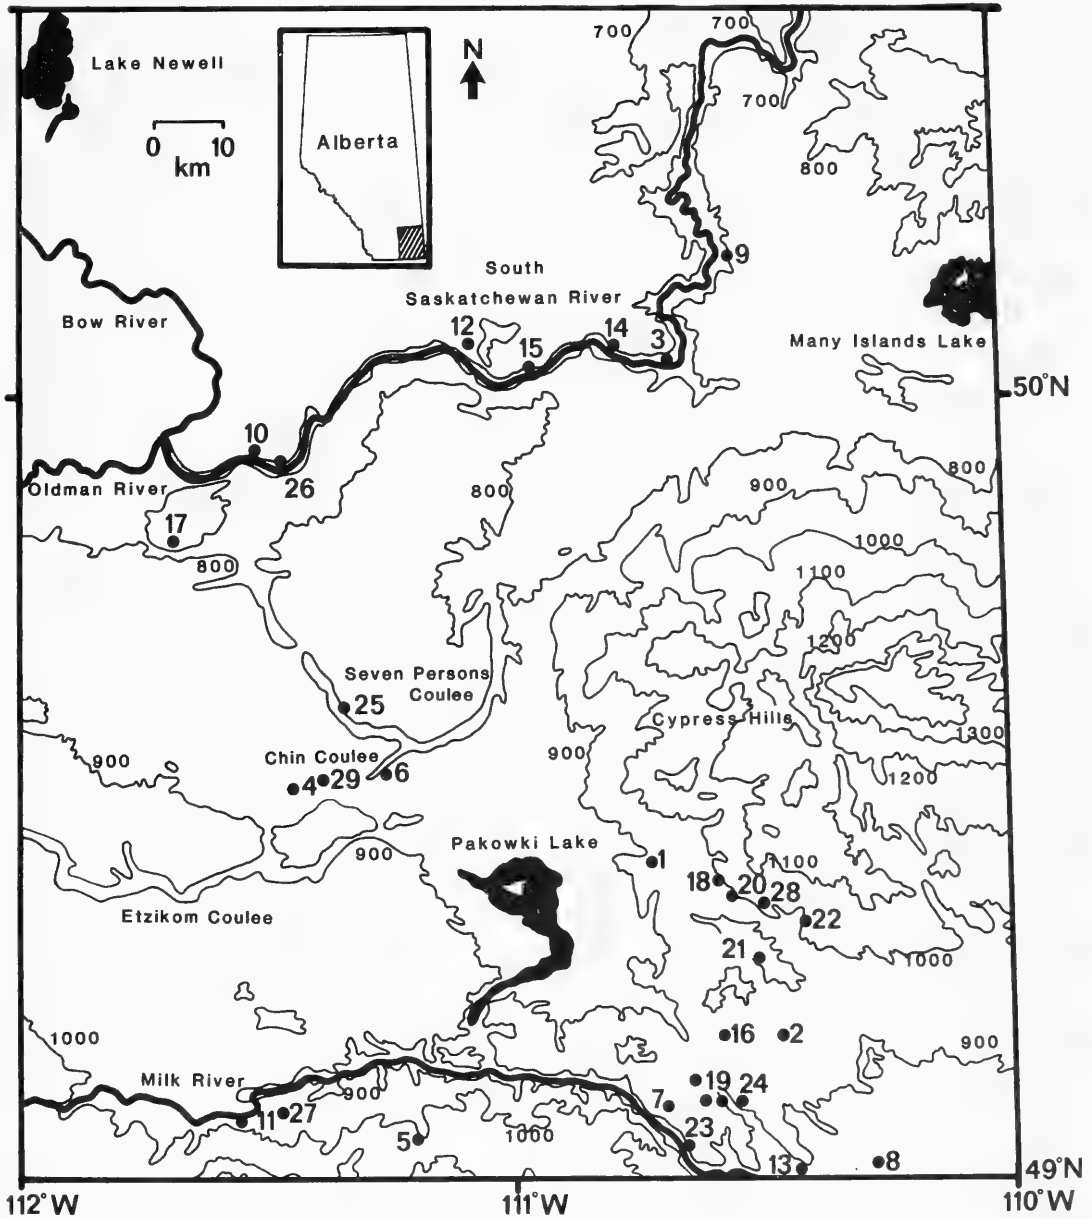 700
700
Lake Newell
N
700
0 10
km
Alberta
800
9
South
Saskatchewan River
Bow River
12
14
3
15
Many Islands Lake
50°N
10
26
Oldman River
800
900
800
17
1000
800
1100
1200
Seven Persons
Coulee
25
Cypress Hills
1300
900
900
Chin Coulee
1200
4
29
6
900
Pakowki Lake
1
1100
18
20
28
Etzikom Coulee
22
21
1000
16
2
1000
900
Milk River
900
19
24
7
11
27
5
1000
23
13
8
49°N
112°W
111°W
110°W